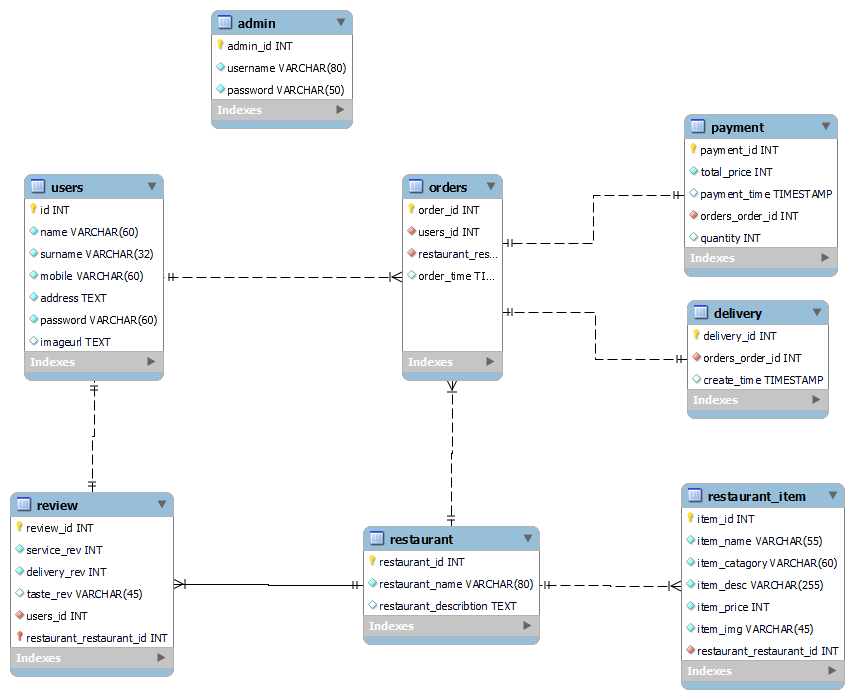 admin
admin_id INT
username VARCHAR(80)
password VARCHAR(50)
Indexes
payment
payment_id INT
total_price INT
payment_time TIMESTAMP
orders_order_id INT
quantity INT
Indexes
users
id INT
name VARCHAR(60)
surname VARCHAR(32)
mobile VARCHAR(60)
address TEXT
password VARCHAR(60)
imageurl TEXT
Indexes
orders
order_id INT
users_id INT
restaurant_res...
order_time TI...
Indexes
delivery
delivery_id INT
orders_order_id INT
create_time TIMESTAMP
Indexes
review
review_id INT
service_rev INT
delivery_rev INT
taste_rev VARCHAR(45)
users_id INT
restaurant_restaurant_id INT
Indexes
restaurant
restaurant_id INT
restaurant_name VARCHAR(80)
restaurant_describtion TEXT
Indexes
restaurant_item
item_id INT
item_name VARCHAR(55)
item_catagory VARCHAR(60)
item_desc VARCHAR(255)
item_price INT
item_img VARCHAR(45)
restaurant_restaurant_id INT
Indexes